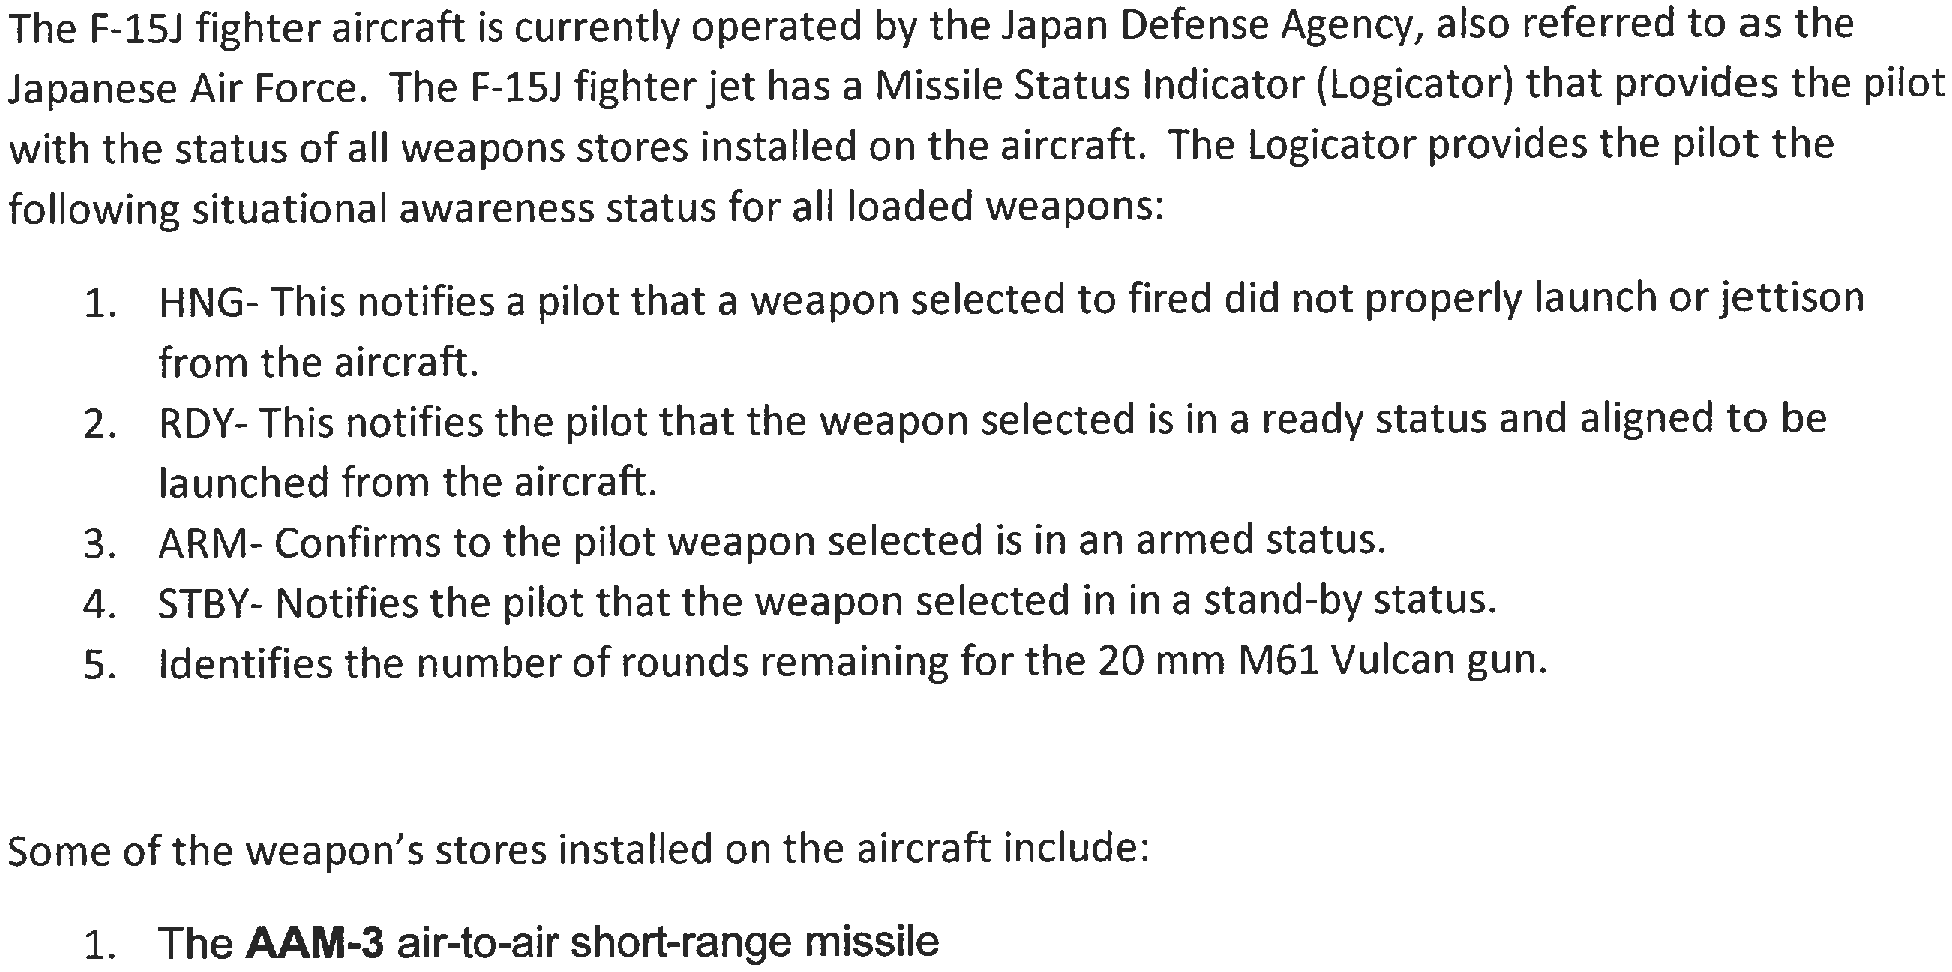 The F-15J fighter aircraft is currently operated by the Japan Defense Agency, also referred to as the
Japanese Air Force. The F-15J fighter jet has a Missile Status Indicator (Logicator) that provides the pilot
with the status of all weapons stores installed on the aircraft. The Logicator provides the pilot the
following situational awareness status for all loaded weapons:
1. HNG- This notifies a pilot that a weapon selected to fired did not properly launch or jettison
from the aircraft.
2. RDY- This notifies the pilot that the weapon selected is in a ready status and aligned to be
launched from the aircraft.
3. ARM- Confirms to the pilot weapon selected is in an armed status.
4. STBY- Notifies the pilot that the weapon selected in in a stand-by status.
5. Identifies the number of rounds remaining for the 20 mm M61 Vulcan gun.
Some of the weapon's stores installed on the aircraft include:
1. The AAM-3 air-to-air short-range missile